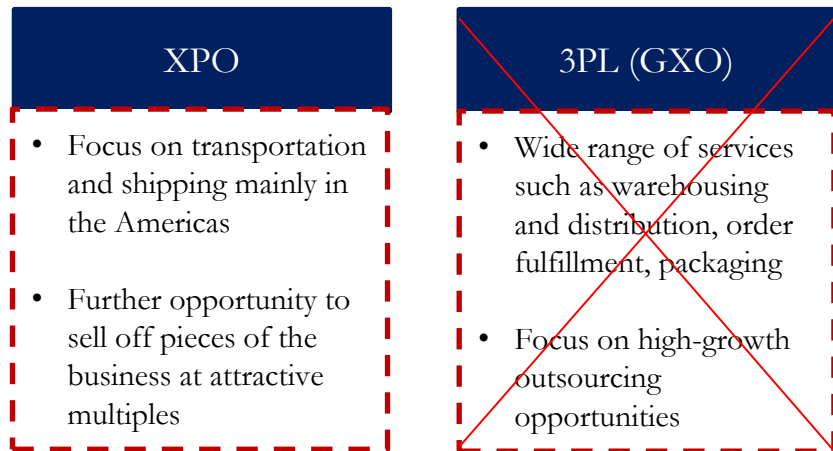 XPO
• Focus on transportation
and shipping mainly in
the Americas
• Further opportunity to
sell off pieces of the
business at attractive
multiples
3PL (GXO)
• Wide range of services
such as warehousing
and distribution, order
fulfillment, packaging
• Focus on high-growth
outsourcing
opportunities